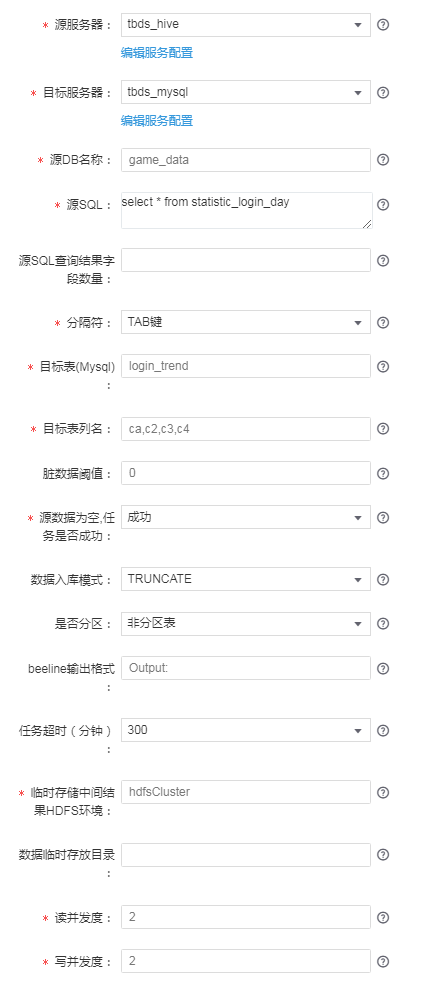 * 源服务器： tbds_hive
编辑服务配置
* 目标服务器： tbds_mysql
编辑服务配置
* 源DB名称： game_data
* 源SQL： select * from statistic_login_day
源SQL查询结果字
段数量：
* 分隔符： TAB键
* 目标表(Mysql) login_trend
：
* 目标表列名： ca,c2,c3,c4
脏数据阈值： 0
* 源数据为空,任 成功
务是否成功：
数据入库模式： TRUNCATE
是否分区： 非分区表
beeline输出格式 Output:
：
任务超时（分钟） 300
：
* 临时存储中间结 hdfsCluster
果HDFS环境：
数据临时存放目录
：
* 读并发度： 2
* 写并发度： 2